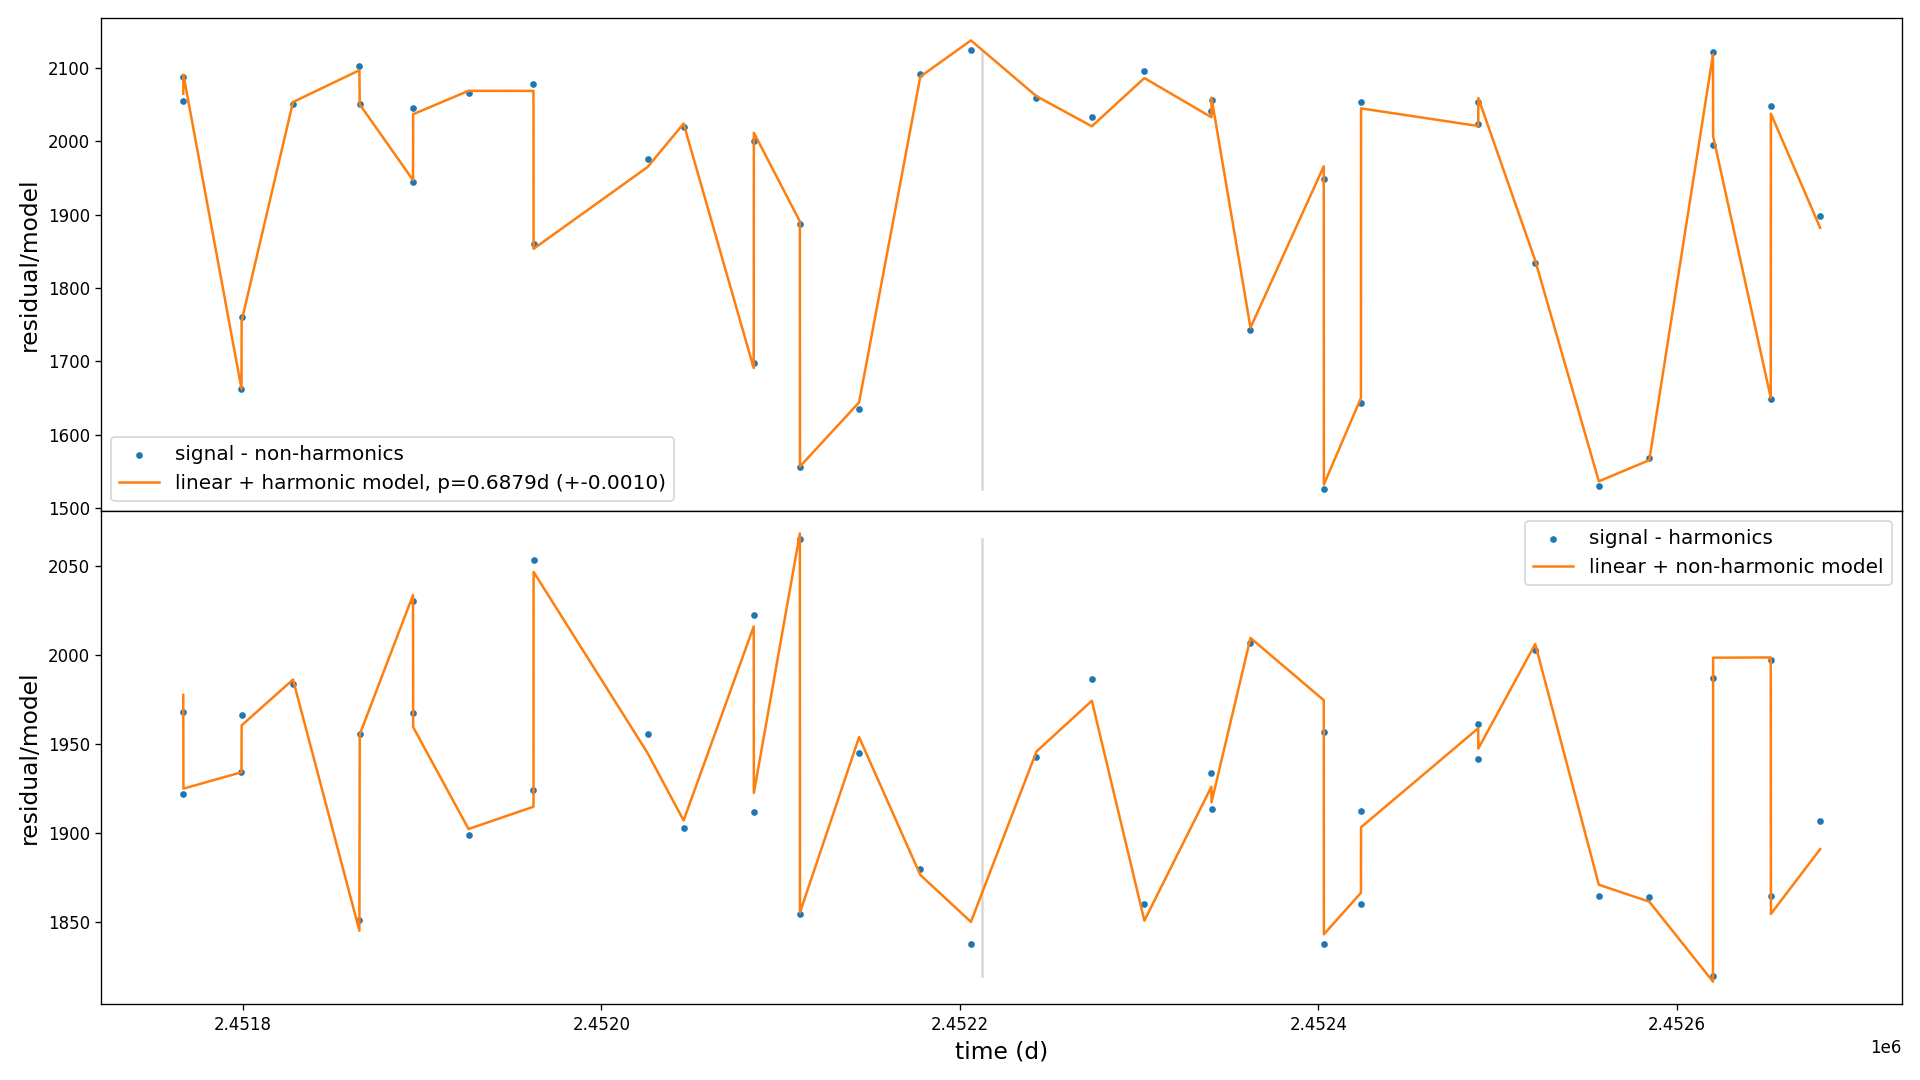 residual/model
2100
2000
1900
1800
1700
1600
1500
signal - non-harmonics
linear + harmonic model, p=0.6879d (+-0.0010)
residual/model
2050
2000
1950
1900
1850
signal - harmonics
linear + non-harmonic model
2.4518 2.4520 2.4522 2.4524 2.4526
1e6
time (d)